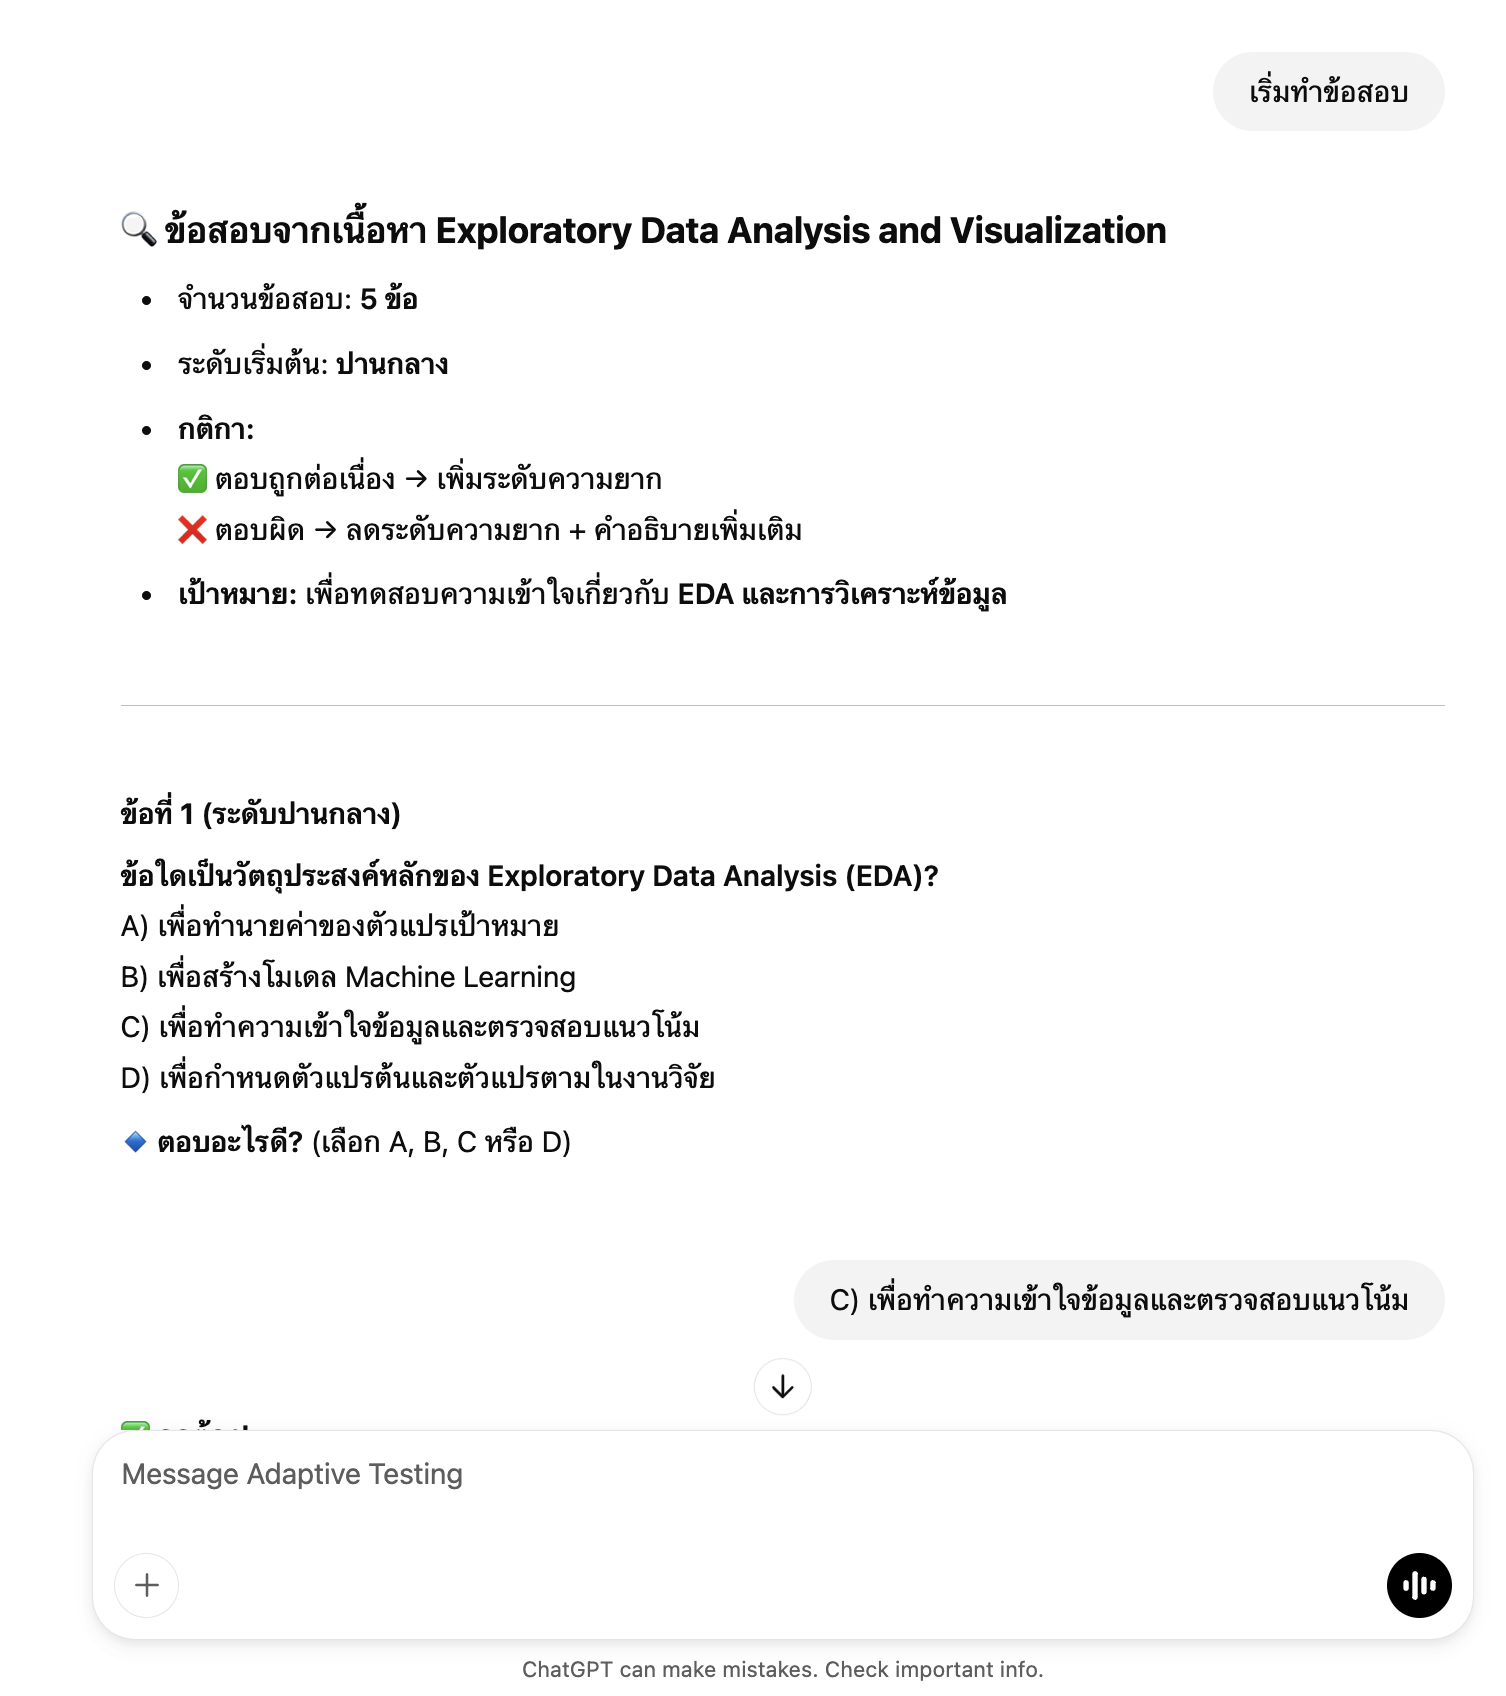 เริ่มทำข้อสอบ
ข้อสอบจากเนื้อหา Exploratory Data Analysis and Visualization
จำนวนข้อสอบ: 5 ข้อ
ระดับเริ่มต้น: ปานกลาง
กติกา:
ตอบถูกต่อเนื่อง → เพิ่มระดับความยาก
ตอบผิด → ลดระดับความยาก + คำอธิบายเพิ่มเติม
เป้าหมาย: เพื่อทดสอบความเข้าใจเกี่ยวกับ EDA และการวิเคราะห์ข้อมูล
ข้อที่ 1 (ระดับปานกลาง)
ข้อใดเป็นวัตถุประสงค์หลักของ Exploratory Data Analysis (EDA)?
A) เพื่อทำนายค่าของตัวแปรเป้าหมาย
B) เพื่อสร้างโมเดล Machine Learning
C) เพื่อทำความเข้าใจข้อมูลและตรวจสอบแนวโน้ม
D) เพื่อกำหนดตัวแปรต้นและตัวแปรตามในงานวิจัย
ตอบอะไรดี? (เลือก A, B, C หรือ D)
C) เพื่อทำความเข้าใจข้อมูลและตรวจสอบแนวโน้ม
Message Adaptive Testing
ChatGPT can make mistakes. Check important info.